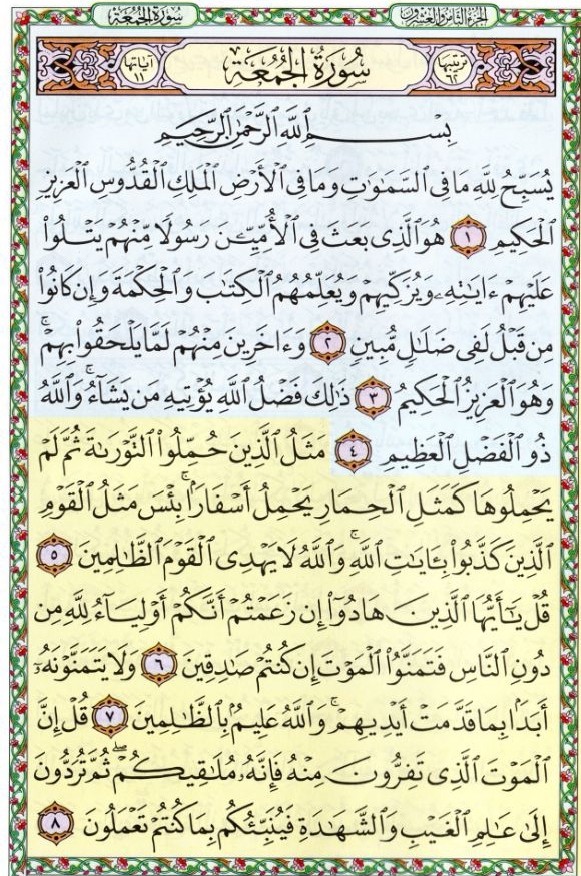 سُورَةُ الجُمُعَةِ
الجزء الثامن والعشرون
ترتيبها ٦٢
سُورَةُ الْجُمُعَةِ
آياتها ١١
بِسْمِ ٱللَّهِ ٱلرَّحْمَٰنِ ٱلرَّحِيمِ
يُسَبِّحُ لِلَّهِ مَا فِى ٱلسَّمَٰوَٰتِ وَمَا فِى ٱلْأَرْضِ ٱلْمَلِكِ ٱلْقُدُّوسِ ٱلْعَزِيزِ
ٱلْحَكِيمِ ١ هُوَ ٱلَّذِى بَعَثَ فِى ٱلْأُمِّيِّـۧنَ رَسُولًا مِّنْهُمْ يَتْلُوا۟
عَلَيْهِمْ ءَايَٰتِهِۦ وَيُزَكِّيهِمْ وَيُعَلِّمُهُمُ ٱلْكِتَٰبَ وَٱلْحِكْمَةَ وَإِن كَانُوا۟
مِن قَبْلُ لَفِى ضَلَٰلٍ مُّبِينٍ ٢ وَءَاخَرِينَ مِنْهُمْ لَمَّا يَلْحَقُوا۟ بِهِمْ ۚ
وَهُوَ ٱلْعَزِيزُ ٱلْحَكِيمُ ٣ ذَٰلِكَ فَضْلُ ٱللَّهِ يُؤْتِيهِ مَن يَشَآءُ ۚ وَٱللَّهُ
ذُو ٱلْفَضْلِ ٱلْعَظِيمِ ٤ مَثَلُ ٱلَّذِينَ حُمِّلُوا۟ ٱلتَّوْرَىٰةَ ثُمَّ لَمْ
يَحْمِلُوهَا كَمَثَلِ ٱلْحِمَارِ يَحْمِلُ أَسْفَارًۢا ۚ بِئْسَ مَثَلُ ٱلْقَوْمِ
ٱلَّذِينَ كَذَّبُوا۟ بِـَٔايَٰتِ ٱللَّهِ ۚ وَٱللَّهُ لَا يَهْدِى ٱلْقَوْمَ ٱلظَّٰلِمِينَ ٥
قُلْ يَٰٓأَيُّهَا ٱلَّذِينَ هَادُوٓا۟ إِن زَعَمْتُمْ أَنَّكُمْ أَوْلِيَآءُ لِلَّهِ مِن
دُونِ ٱلنَّاسِ فَتَمَنَّوُا۟ ٱلْمَوْتَ إِن كُنتُمْ صَٰدِقِينَ ٦ وَلَا يَتَمَنَّوْنَهُۥٓ
أَبَدًۢا بِمَا قَدَّمَتْ أَيْدِيهِمْ ۚ وَٱللَّهُ عَلِيمٌۢ بِٱلظَّٰلِمِينَ ٧ قُلْ إِنَّ
ٱلْمَوْتَ ٱلَّذِى تَفِرُّونَ مِنْهُ فَإِنَّهُۥ مُلَٰقِيكُمْ ۖ ثُمَّ تُرَدُّونَ
إِلَىٰ عَٰلِمِ ٱلْغَيْبِ وَٱلشَّهَٰدَةِ فَيُنَبِّئُكُم بِمَا كُنتُمْ تَعْمَلُونَ ٨